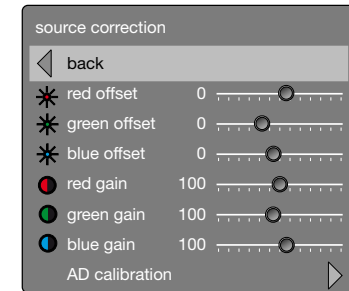 source correction
back
red offset 0
green offset 0
blue offset 0
red gain 100
green gain 100
blue gain 100
AD calibration